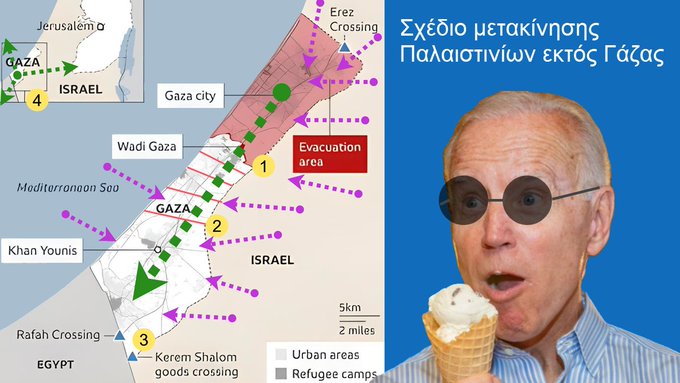 Jerusalem
GAZA
ISRAEL
4
Erez
Crossing
Gaza city
Wadi Gaza
Evacuation
area
1
Mediterranean Sea
GAZA
2
Khan Younis
ISRAEL
5km
2 miles
Rafah Crossing
3
Kerem Shalom
goods crossing
EGYPT
Urban areas
Refugee camps
Σχέδιο μετακίνησης
Παλαιστινίων εκτός Γάζας